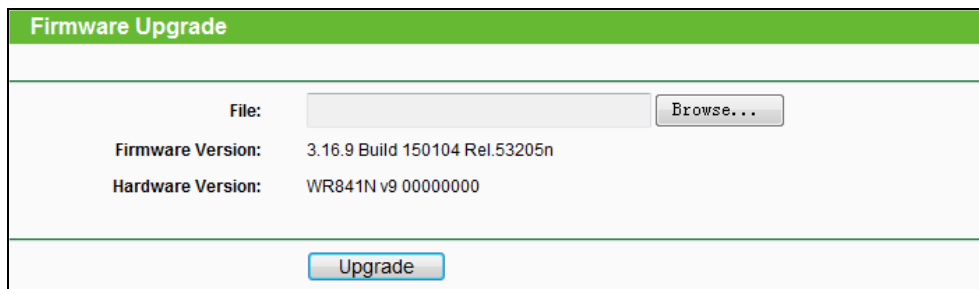 Firmware Upgrade
File: Browse...
Firmware Version: 3.16.9 Build 150104 Rel.53205n
Hardware Version: WR841N v9 00000000
Upgrade